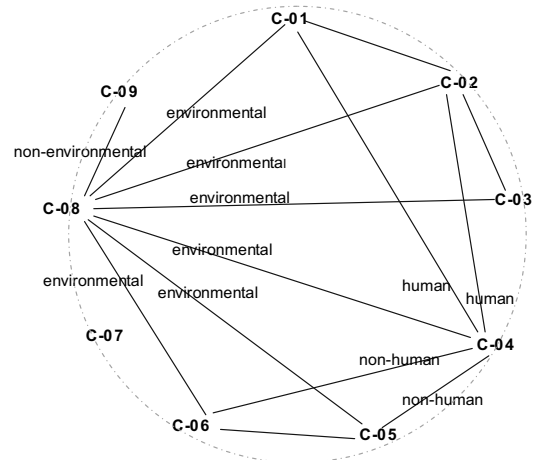 C-01
C-02
C-09
environmental
non-environmental
environmental
environmental
C-03
C-08
environmental
environmental
environmental
human
human
C-07
C-04
non-human
non-human
C-06
C-05